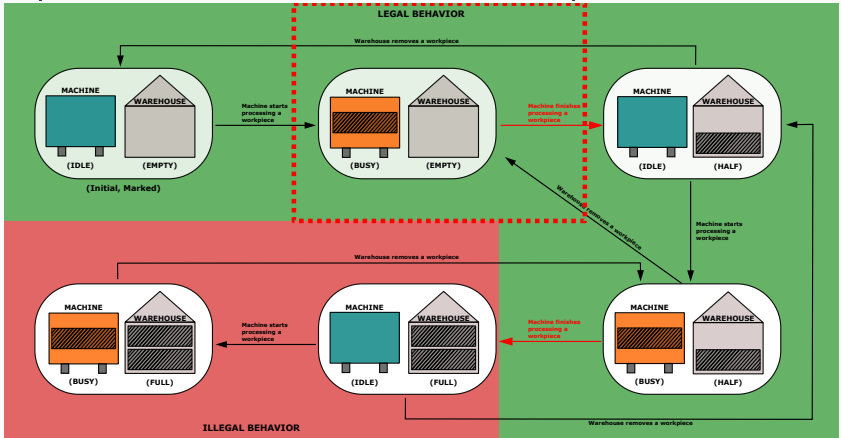 LEGAL BEHAVIOR
Warehouse removes a workpiece
MACHINE
WAREHOUSE
(IDLE)
(EMPTY)
(Initial, Marked)
Machine starts
processing a
workpiece
MACHINE
WAREHOUSE
(BUSY)
(EMPTY)
Machine finishes
processing a
workpiece
MACHINE
WAREHOUSE
(IDLE)
(HALF)
Warehouse removes a workpiece
Machine starts
processing a
workpiece
Warehouse removes a workpiece
MACHINE
WAREHOUSE
(BUSY)
(FULL)
Machine starts
processing a
workpiece
MACHINE
WAREHOUSE
(IDLE)
(FULL)
Machine finishes
processing a
workpiece
MACHINE
WAREHOUSE
(BUSY)
(HALF)
Warehouse removes a workpiece
ILLEGAL BEHAVIOR